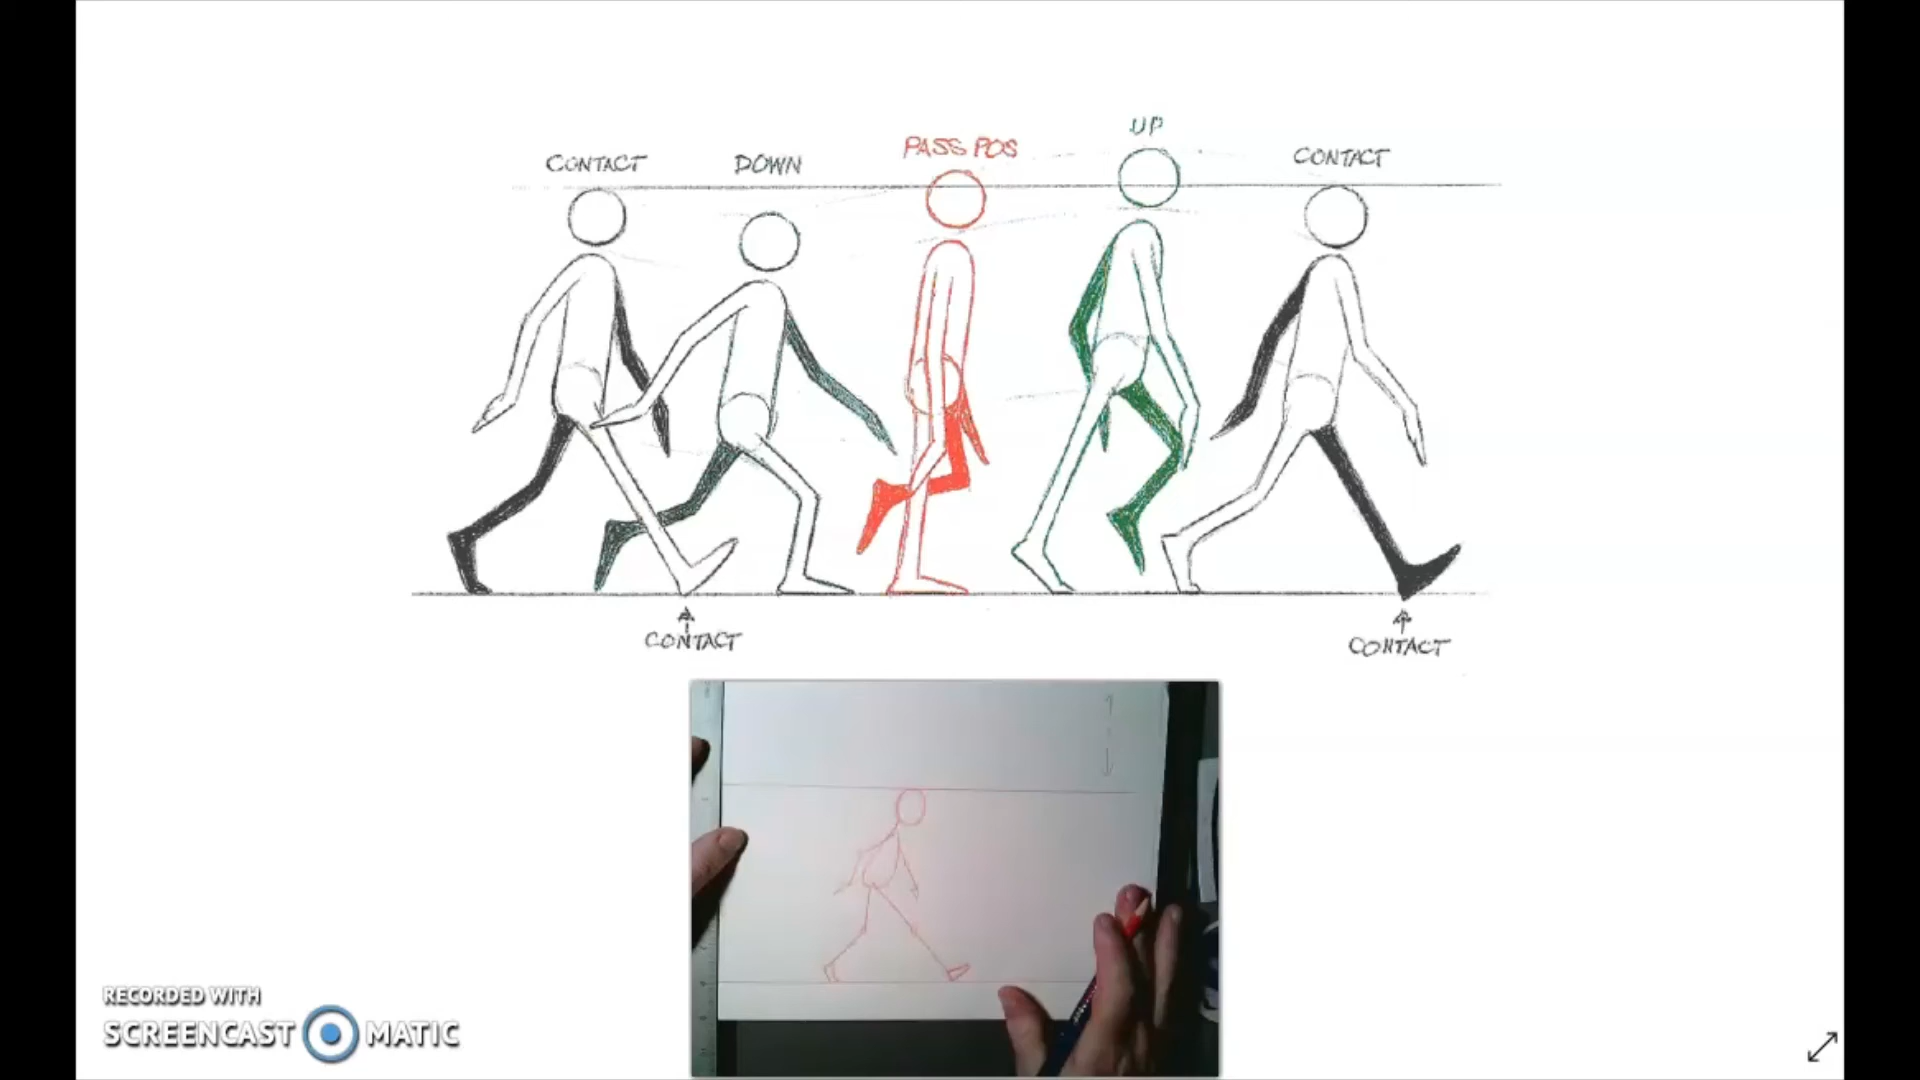 UP
PASS POS
CONTACT
DOWN
CONTACT
CONTACT
CONTACT
RECORDED WITH
SCREENCAST MATIC